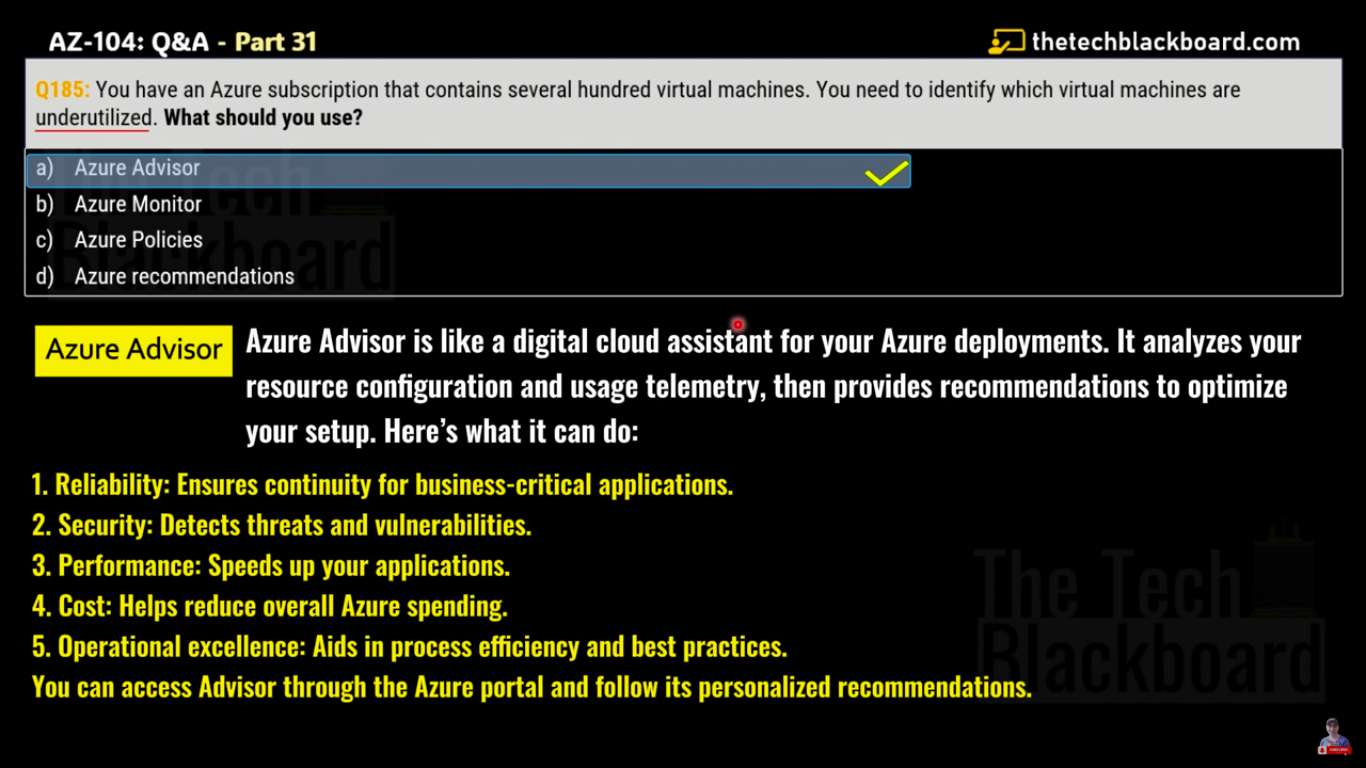 AZ-104: Q&A - Part 31
thetechblackboard.com
Q185: You have an Azure subscription that contains several hundred virtual machines. You need to identify which virtual machines are
underutilized. What should you use?
a) Azure Advisor
b) Azure Monitor
c) Azure Policies
d) Azure recommendations
The Tech
Blackboard
Azure Advisor
Azure Advisor is like a digital cloud assistant for your Azure deployments. It analyzes your
resource configuration and usage telemetry, then provides recommendations to optimize
your setup. Here's what it can do:
1. Reliability: Ensures continuity for business-critical applications.
2. Security: Detects threats and vulnerabilities.
3. Performance: Speeds up your applications.
4. Cost: Helps reduce overall Azure spending.
5. Operational excellence: Aids in process efficiency and best practices.
You can access Advisor through the Azure portal and follow its personalized recommendations.
The Tech
Blackboard